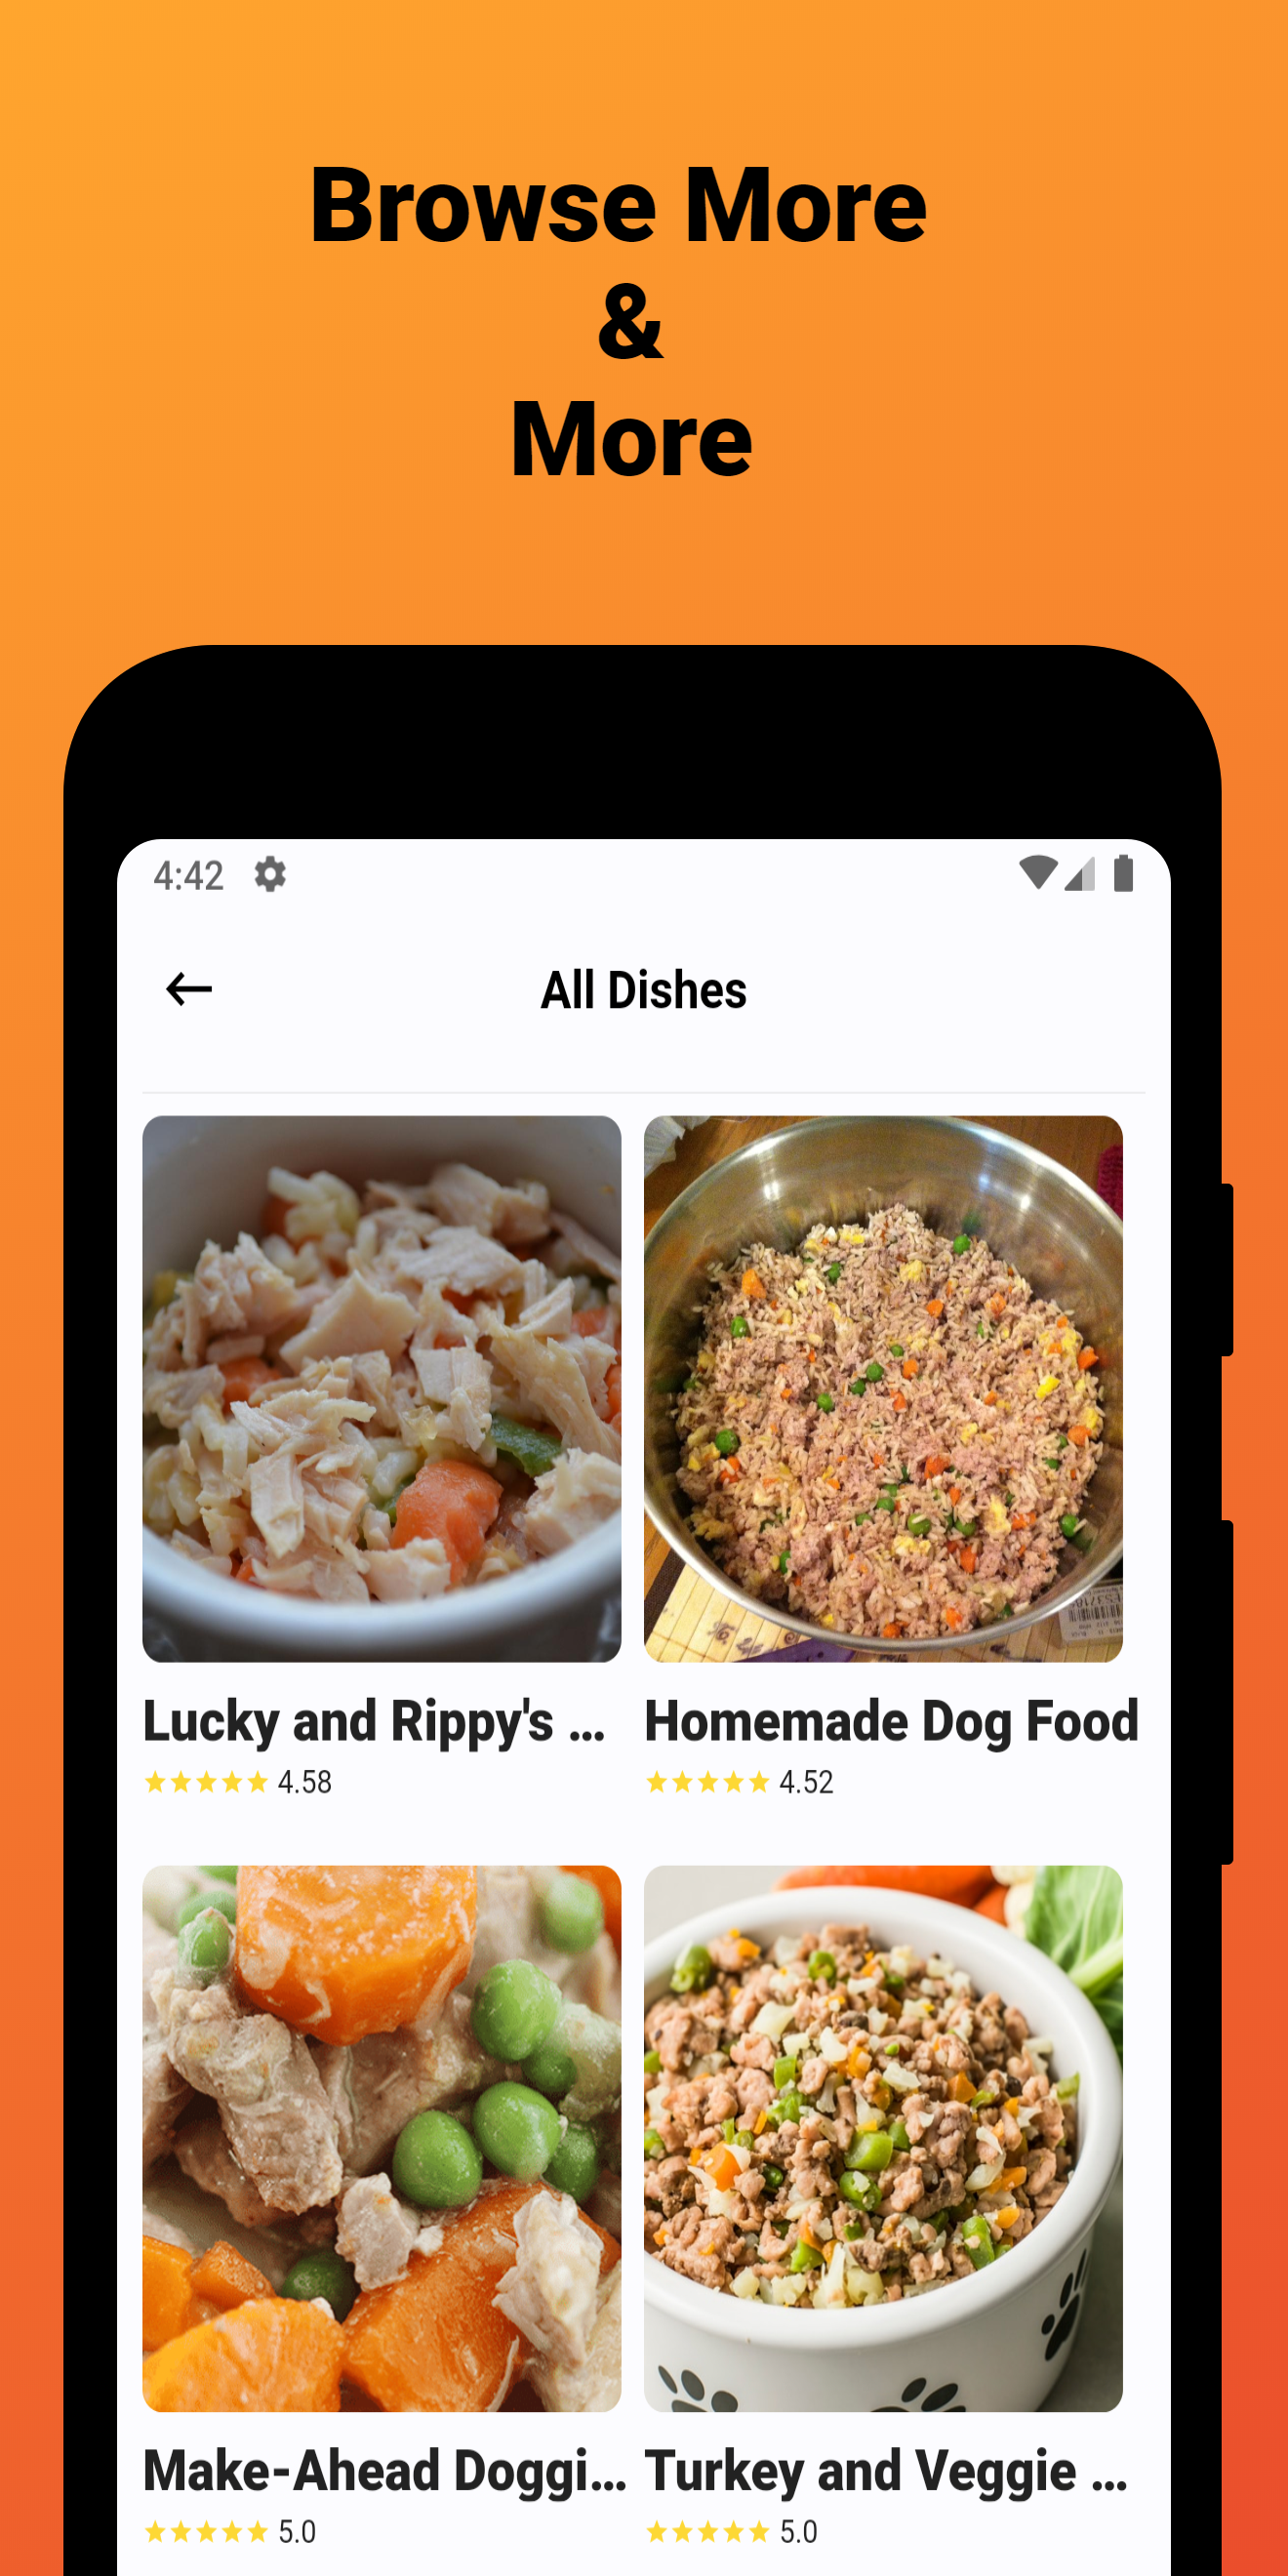 Browse More
&
More
4:42
All Dishes
Lucky and Rippy's ...
Homemade Dog Food
4.58
4.52
Make-Ahead Doggi...
Turkey and Veggie ...
5.0
5.0